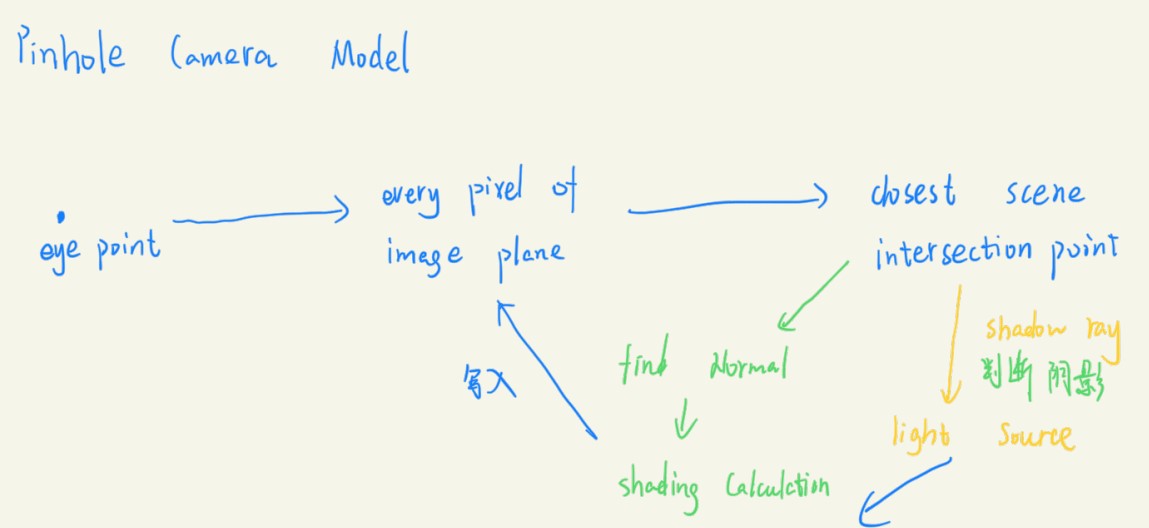 Pinhole Camera Model
every pixel of
image plane
eye point
closest scene
intersection point
shadow ray
判断阴影
find Normal
写入
light source
shading Calculation